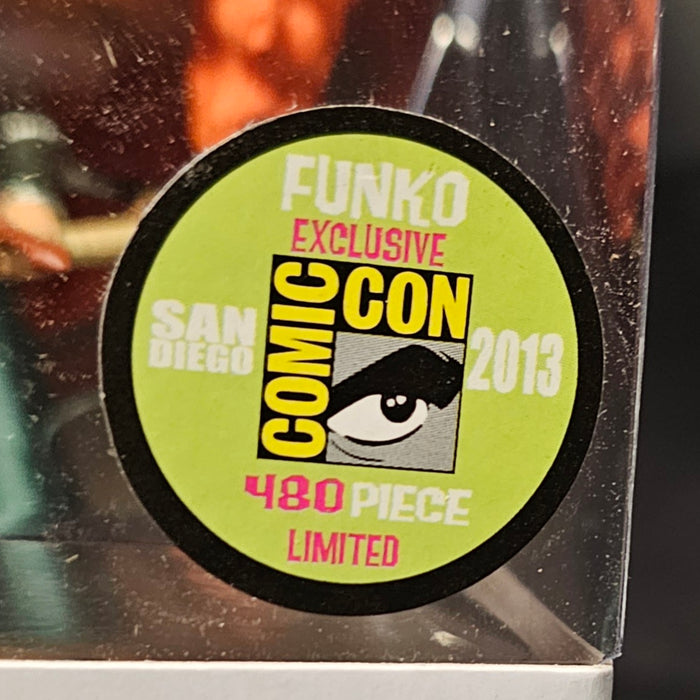 FUNKO
EXCLUSIVE
COMIC CON
SAN DIEGO
2013
480 PIECE
LIMITED